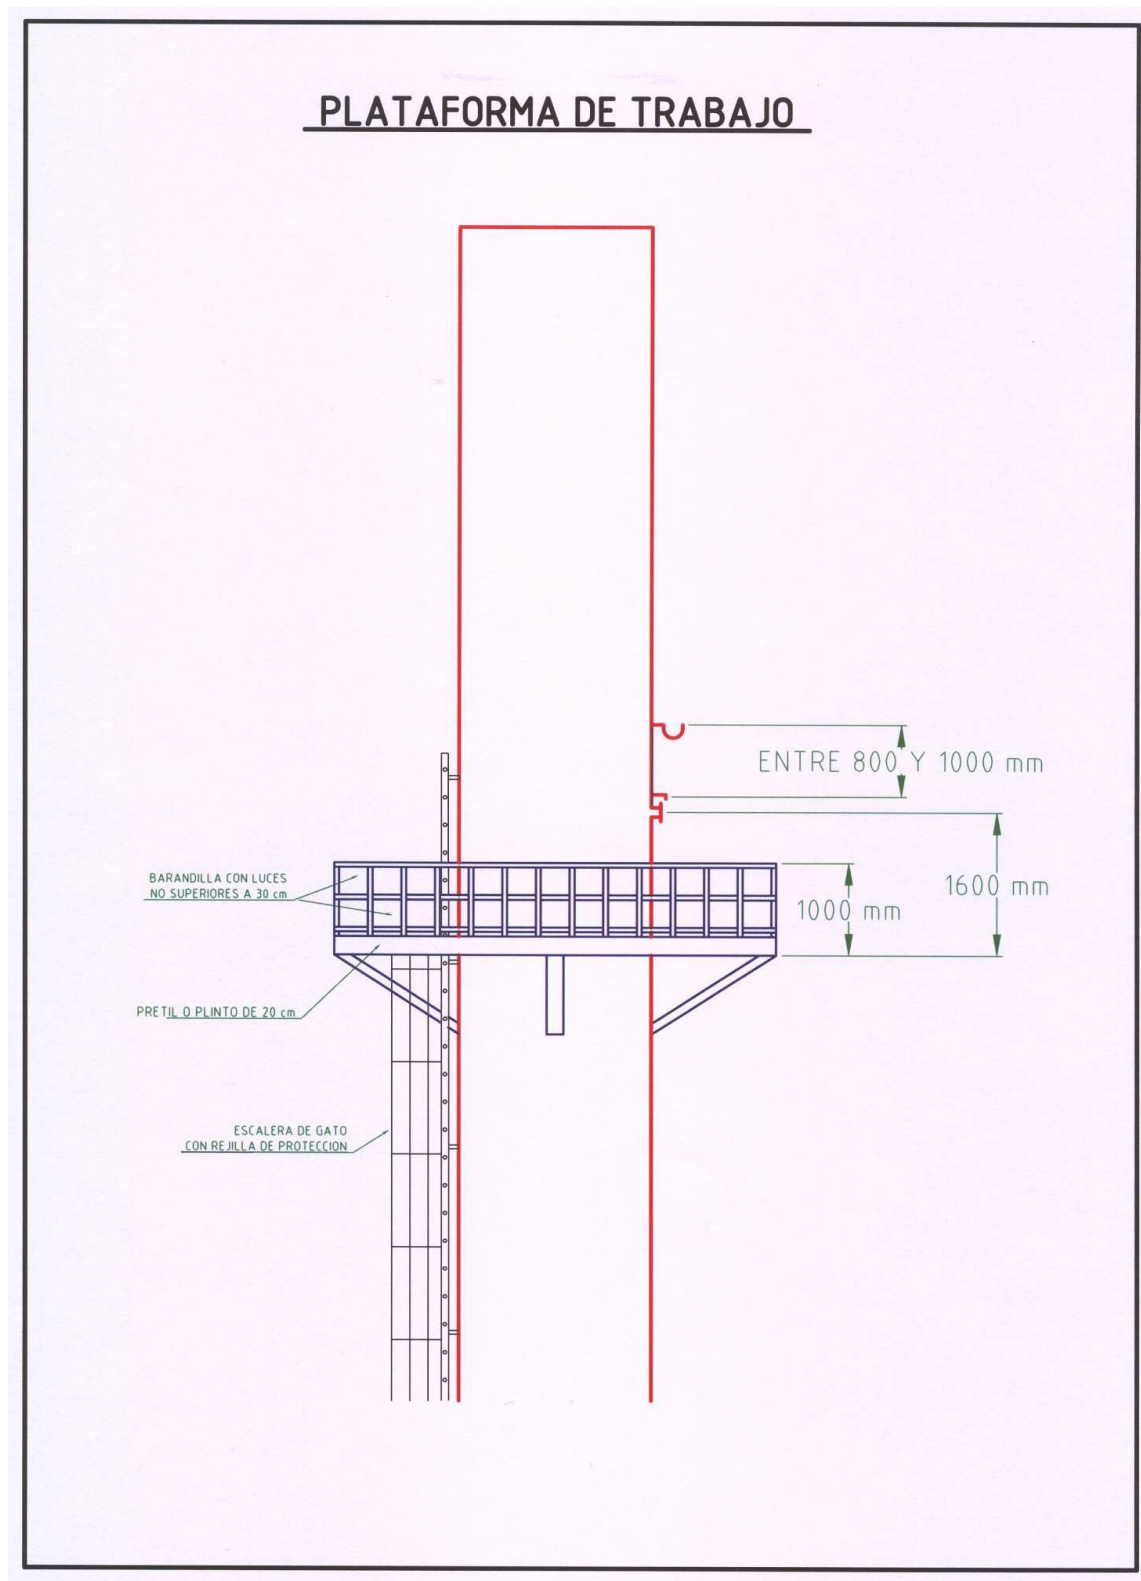 PLATAFORMA DE TRABAJO
ENTRE 800 Y 1000 mm
BARANDILLA CON LUCES
NO SUPERIORES A 30 cm
1000 mm
1600 mm
PRETIL O PLINTO DE 20 cm
ESCALERA DE GATO
CON REJILLA DE PROTECCION